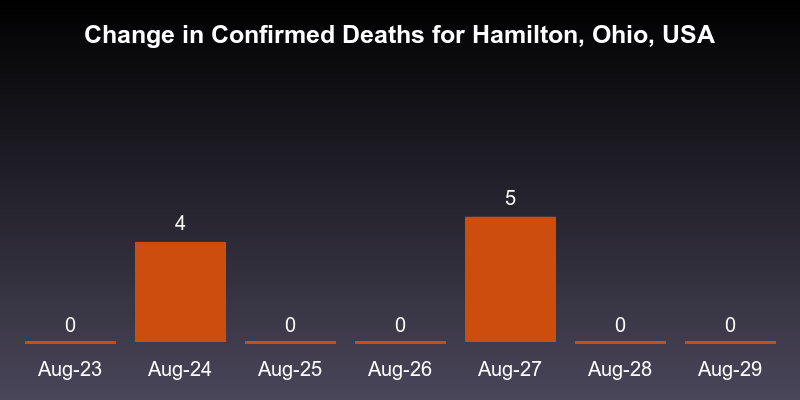 Change in Confirmed Deaths for Hamilton, Ohio, USA
0 4 0 0 5 0 0
Aug-23 Aug-24 Aug-25 Aug-26 Aug-27 Aug-28 Aug-29